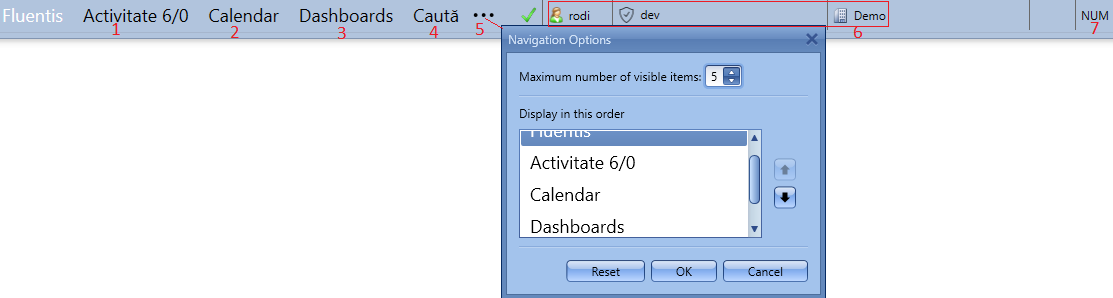 Fluentis Activitate 6/0 Calendar Dashboards Caută ••• rodi dev Demo NUM
1 2 3 4 5 6 7
Navigation Options
Maximum number of visible items: 5
Display in this order
Fluentis
Activitate 6/0
Calendar
Dashboards
Reset OK Cancel